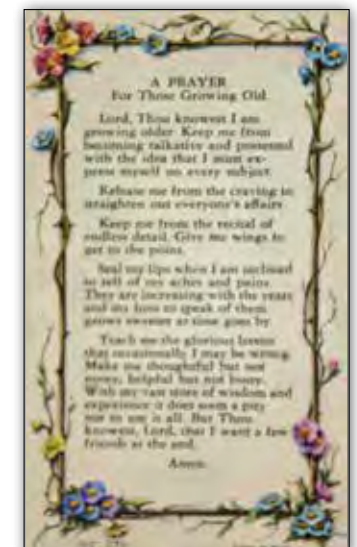 A PRAYER
For Those Growing Old
Lord, Thou knowest I am
growing older. Keep me from
becoming talkative and possessed
with the idea that I must ex-
press myself on every subject.
Release me from the craving to
straighten out everyone's affairs.
Keep me from the recital of
endless detail. Give me wings to
get to the point.
Seal my lips when I am inclined
to tell of my aches and pains.
They are increasing with the years
and my love to speak of them
grows sweeter as time goes by.
Teach me the glorious lesson
that occasionally I may be wrong.
Make me thoughtful but not
nosey, helpful but not bossy.
With my vast store of wisdom and
experience it does seem a pity
not to use it all. But Thou
knowest, Lord, that I want a few
friends at the end.
Amen.